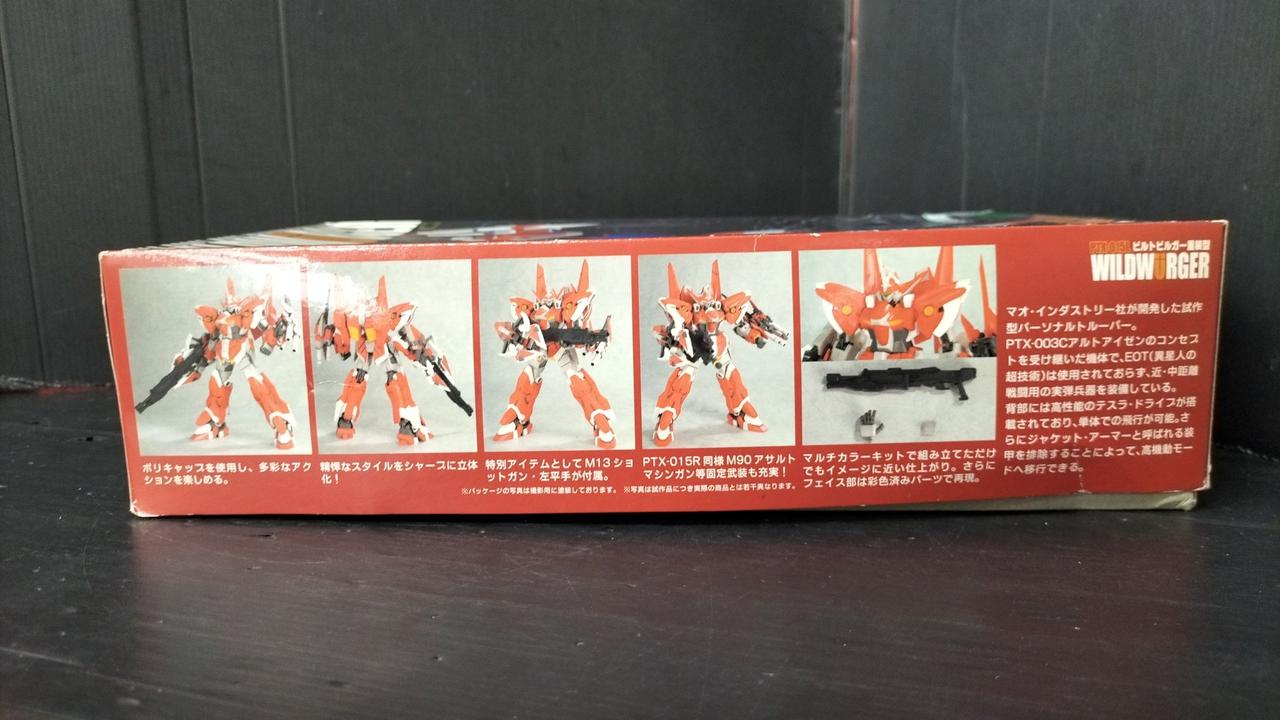 ポリキャップを使用し、多彩なアク
ションを楽しめる。
精悍なスタイルをシャープに立体
化！
特別アイテムとしてM13ショ
ットガン・左平手が付属。
PTX-015R同様M90アサルト
マシンガン等固定武装も充実！
マルチカラーキットで組み立てただけ
でもイメージに近い仕上がり。さらに
フェイス部は彩色済みパーツで再現。
※パッケージの写真は撮影用に塗装しております。 ※写真は試作品につき実際の商品とは若干異なります。
PTX-015L ビルトビルガー重装型
WILDWÜRGER
マオ・インダストリー社が開発した試作
型パーソナルトルーパー。
PTX-003Cアルトアイゼンのコンセプ
トを受け継いだ機体で、EOT(異星人の
超技術)は使用されておらず、近・中距離
戦闘用の実弾兵器を装備している。
背部には高性能のテスラ・ドライブが搭
載されており、単体での飛行が可能。さ
らにジャケット・アーマーと呼ばれる装
甲を排除することによって、高機動モー
ドへ移行できる。